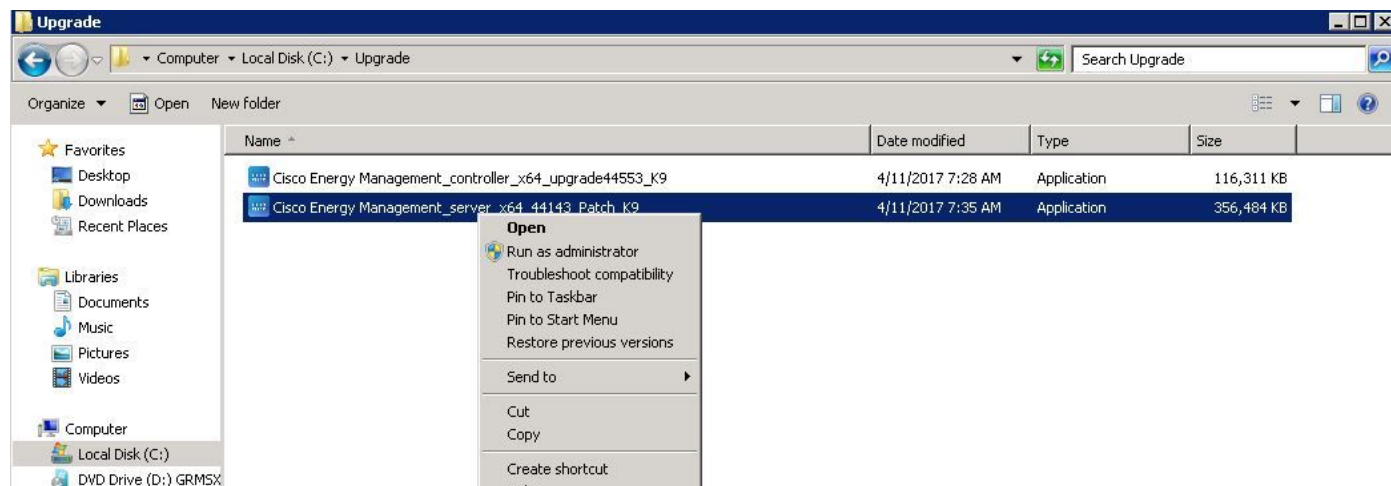 Upgrade
Computer Local Disk (C:) Upgrade
Search Upgrade
Organize Open New folder
Name Date modified Type Size
Favorites
Desktop
Downloads
Recent Places
Libraries
Documents
Music
Pictures
Videos
Computer
Local Disk (C:)
DVD Drive (D:) GRMSX
Cisco Energy Management_controller_x64_upgrade44553_K9 4/11/2017 7:28 AM Application 116,311 KB
Cisco Energy Management_server_x64_44143_Patch_K9 4/11/2017 7:35 AM Application 356,484 KB
Open
Run as administrator
Troubleshoot compatibility
Pin to Taskbar
Pin to Start Menu
Restore previous versions
Send to
Cut
Copy
Create shortcut